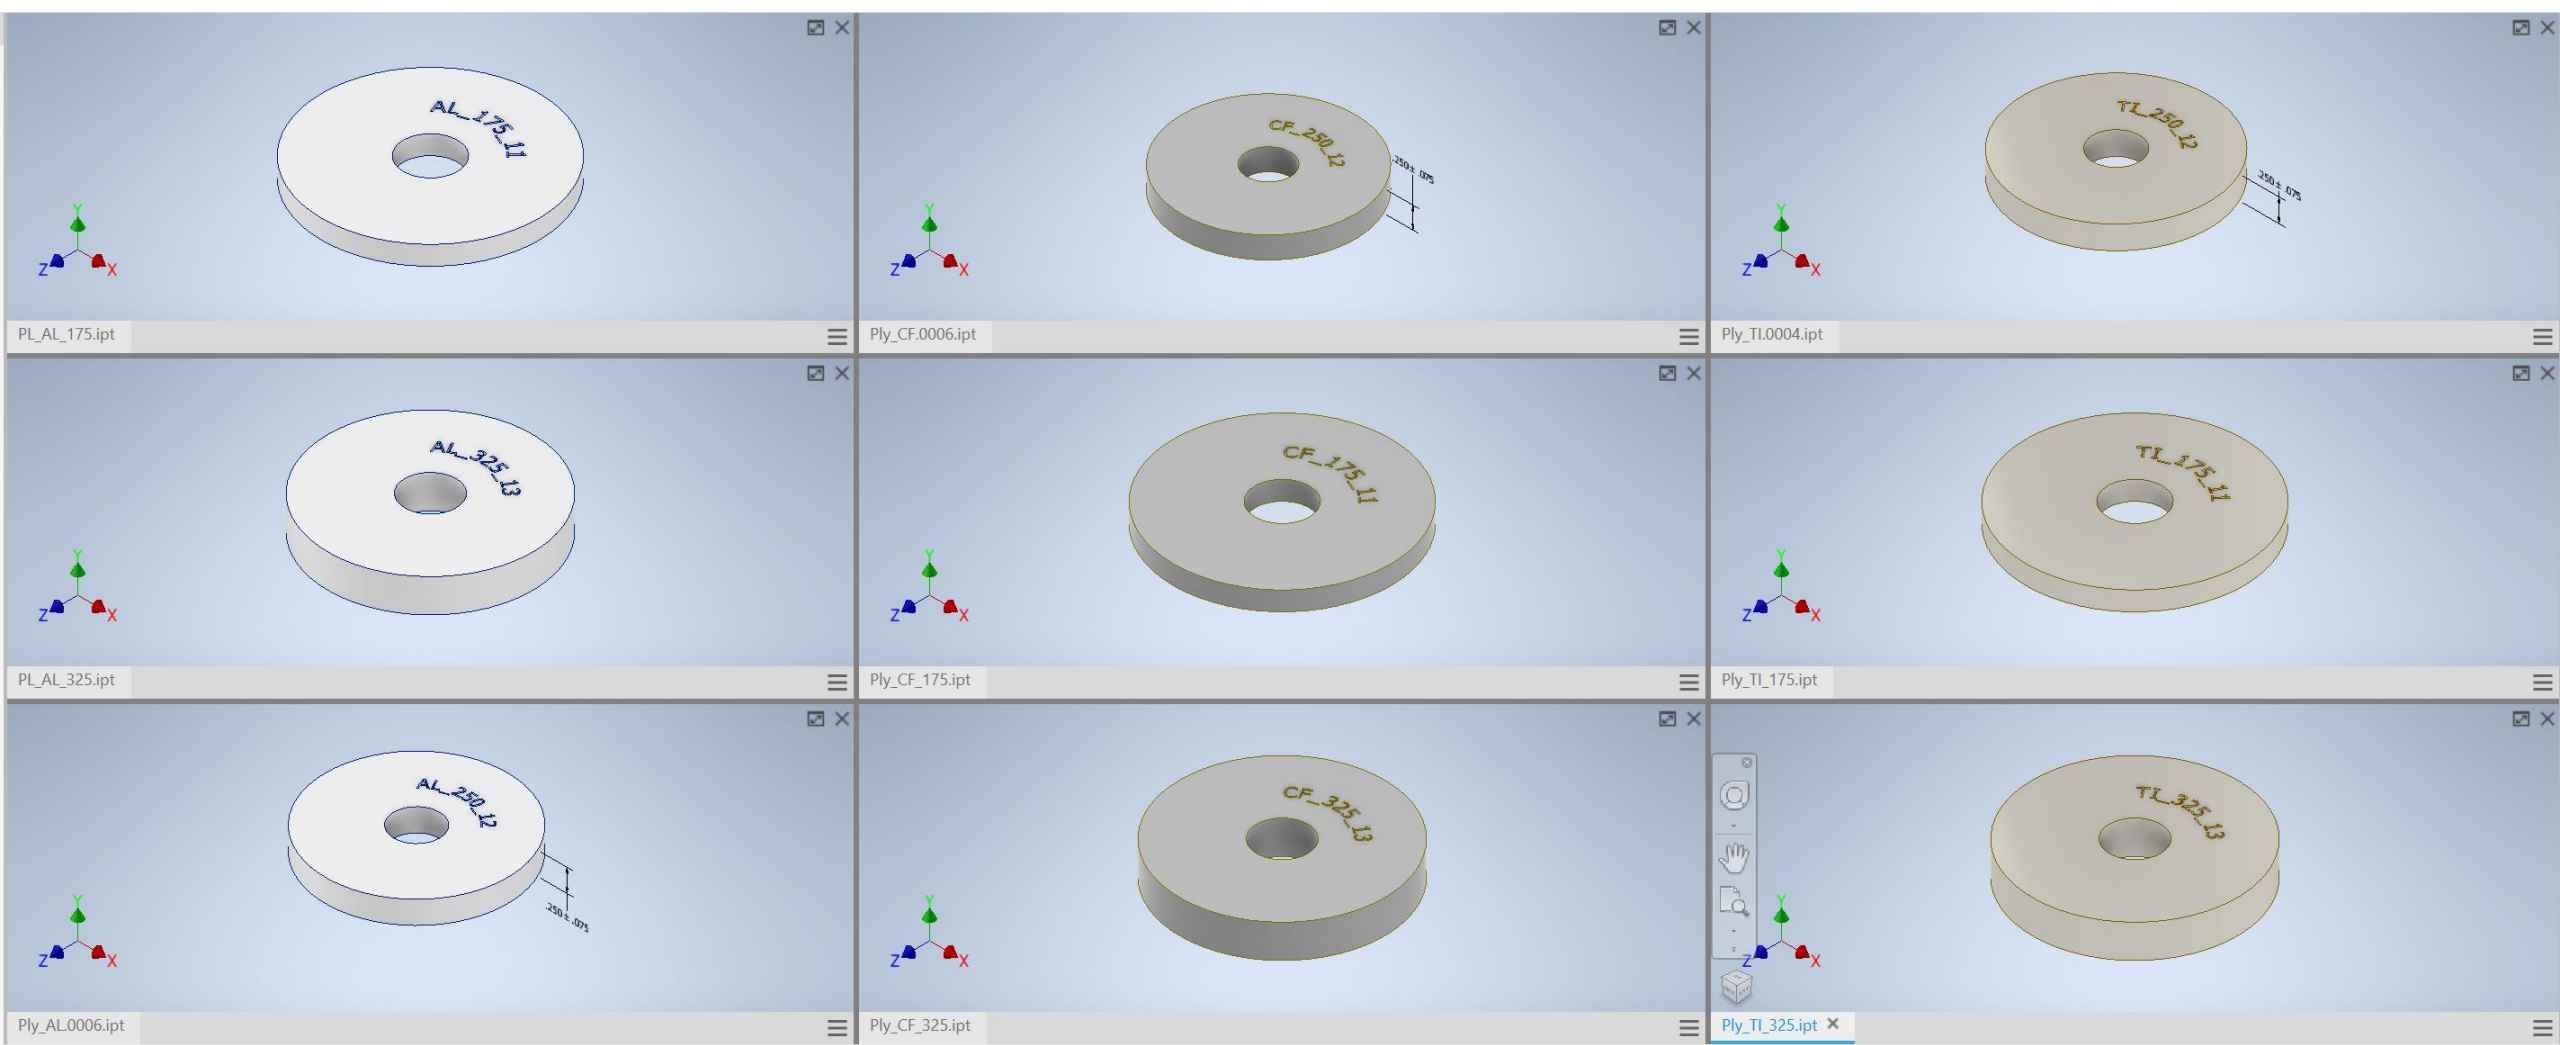 AL_175_11
Y
Z
X
PL_AL_175.ipt
CF_250_12
.250± .075
Y
Z
X
Ply_CF.0006.ipt
TI_250_12
.250± .075
Y
Z
X
Ply_TI.0004.ipt
AL_325_13
Y
Z
X
PL_AL_325.ipt
CF_175_11
Y
Z
X
Ply_CF_175.ipt
TI_175_11
Y
Z
X
Ply_TI_175.ipt
AL_250_12
.250± .075
Y
Z
X
Ply_AL.0006.ipt
CF_325_13
Y
Z
X
Ply_CF_325.ipt
TI_325_13
Y
Z
X
Ply_TI_325.ipt